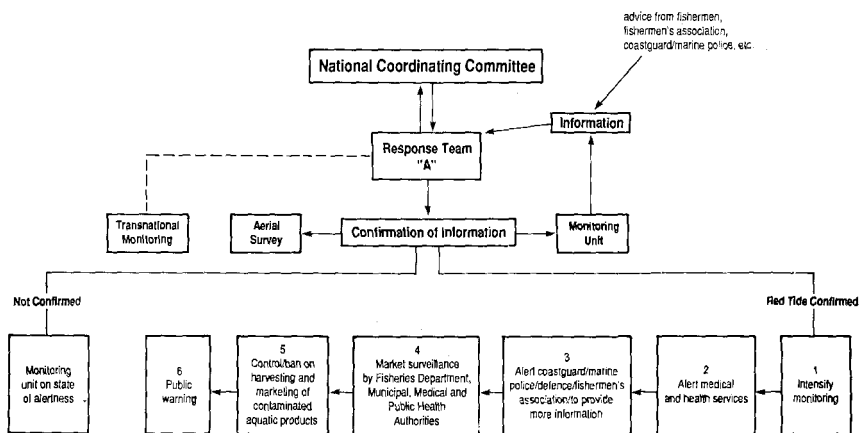 advice from fishermen,
fishermen's association,
coastguard/marine police, etc.
National Coordinating Committee
Information
Response Team
"A"
Transnational
Monitoring
Aerial
Survey
Confirmation of Information
Monitoring
Unit
Not Confirmed
Red Tide Confirmed
Monitoring
unit on state
of alertness
6
Public
warning
5
Control/ban on
harvesting and
marketing of
contaminated
aquatic products
4
Market surveillance
by Fisheries Department,
Municipal, Medical and
Public Health
Authorities
3
Alert coastguard/marine
police/defence/fishermen's
association/to provide
more information
2
Alert medical
and health services
1
Intensify
monitoring